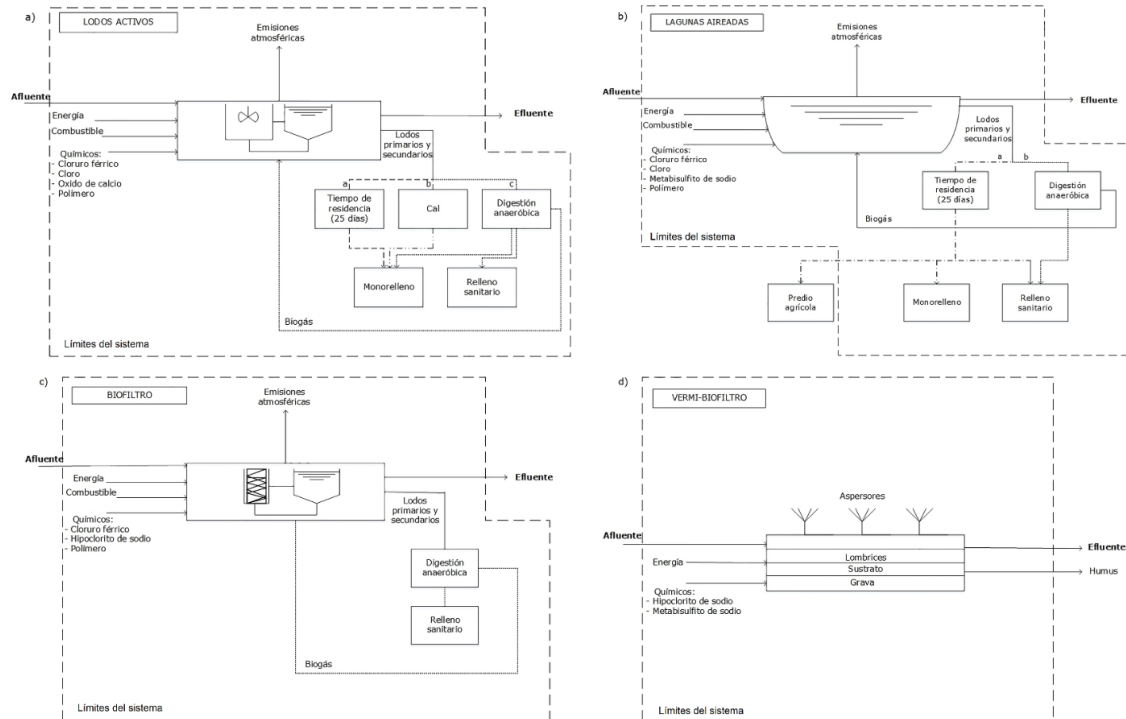 a)
LODOS ACTIVOS
Emisiones
atmosféricas
Afluente
Energía
Combustible
Químicos:
- Cloruro férrico
- Cloro
- Oxido de calcio
- Polímero
Efluente
Lodos
primarios y
secundarios
a
b
c
Tiempo de
residencia
(25 días)
Cal
Digestión
anaeróbica
Monorelleno
Relleno
sanitario
Biogás
Límites del sistema
b)
LAGUNAS AIREADAS
Emisiones
atmosféricas
Afluente
Energía
Combustible
Químicos:
- Cloruro férrico
- Cloro
- Metabisulfito de sodio
- Polímero
Efluente
Lodos
primarios y
secundarios
a
b
Tiempo de
residencia
(25 días)
Digestión
anaeróbica
Biogás
Límites del sistema
Predio
agrícola
Monorelleno
Relleno
sanitario
c)
BIOFILTRO
Emisiones
atmosféricas
Afluente
Energía
Combustible
Químicos:
- Cloruro férrico
- Hipoclorito de sodio
- Polímero
Efluente
Lodos
primarios y
secundarios
Digestión
anaeróbica
Relleno
sanitario
Biogás
Límites del sistema
d)
VERMI-BIOFILTRO
Aspersores
Afluente
Energía
Químicos:
- Hipoclorito de sodio
- Metabisulfito de sodio
Lombrices
Sustrato
Grava
Efluente
Humus
Límites del sistema